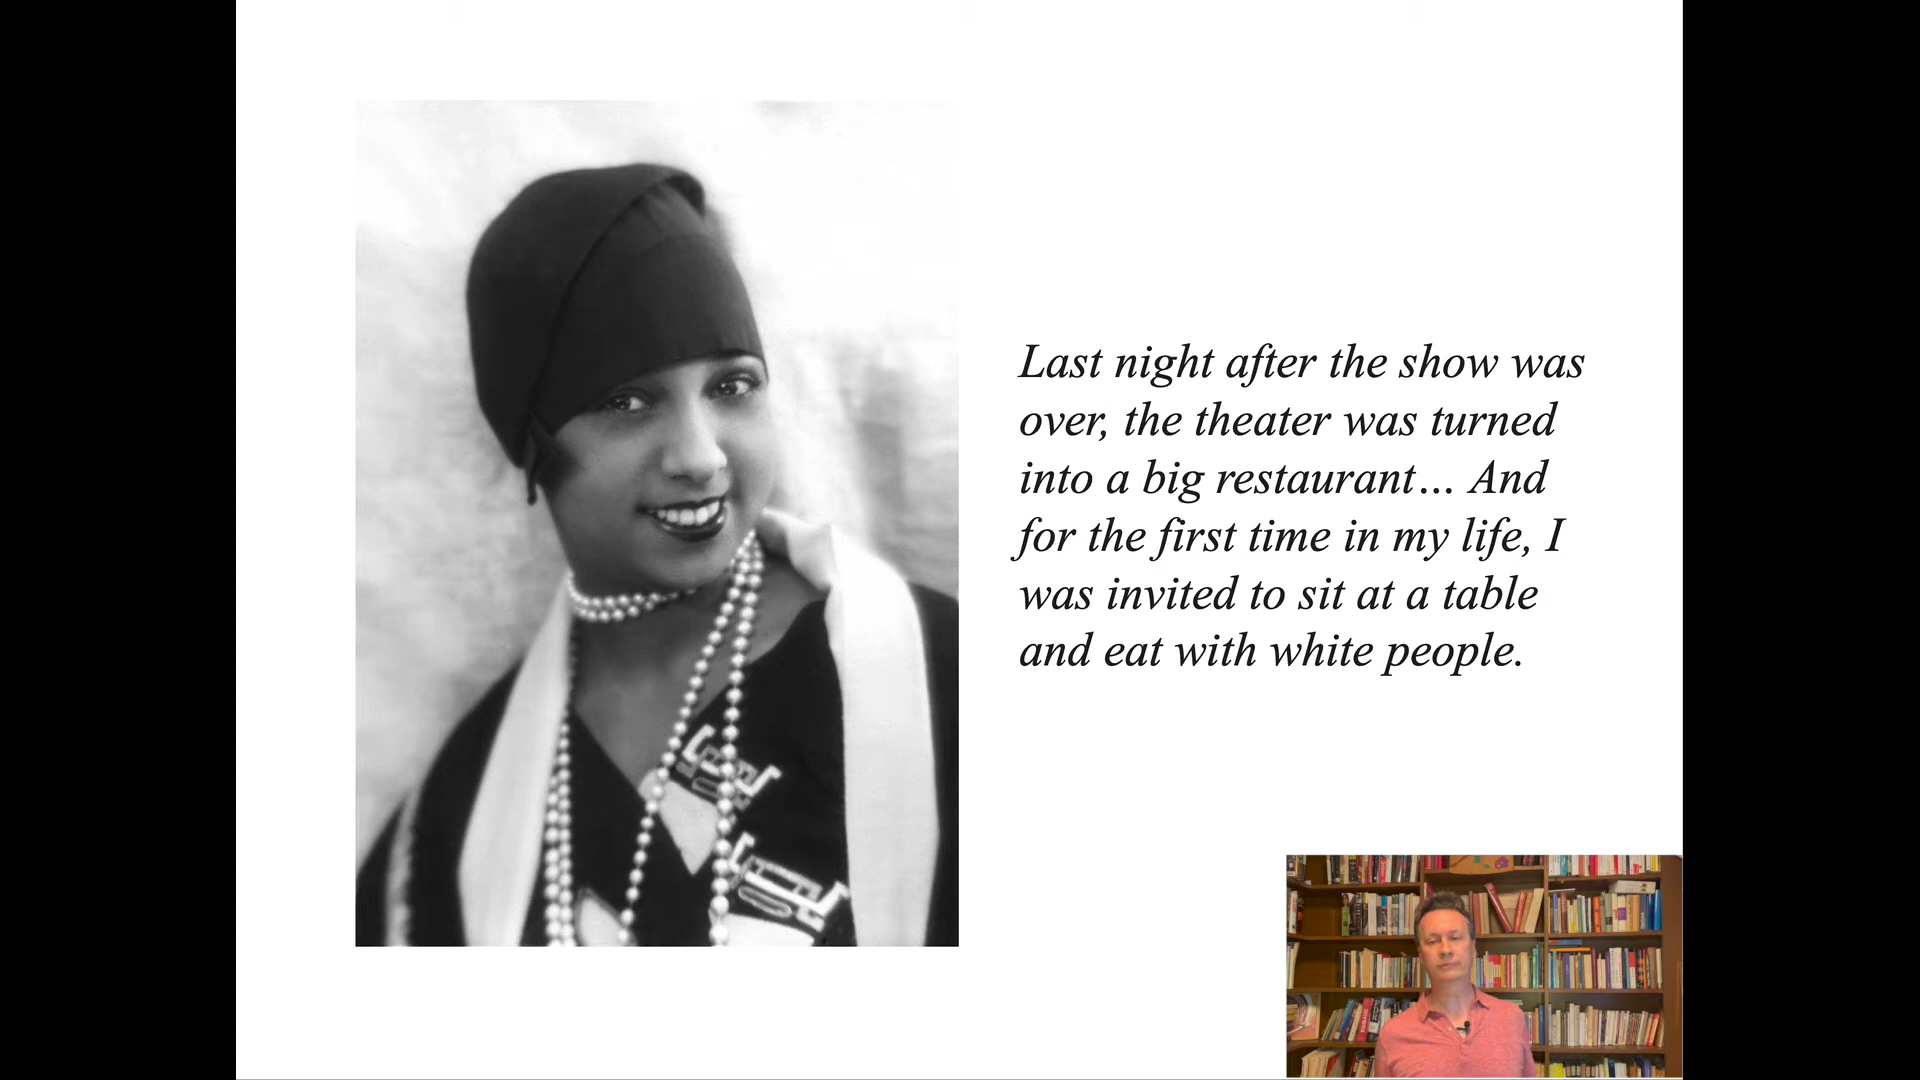 Last night after the show was
over, the theater was turned
into a big restaurant… And
for the first time in my life, I
was invited to sit at a table
and eat with white people.